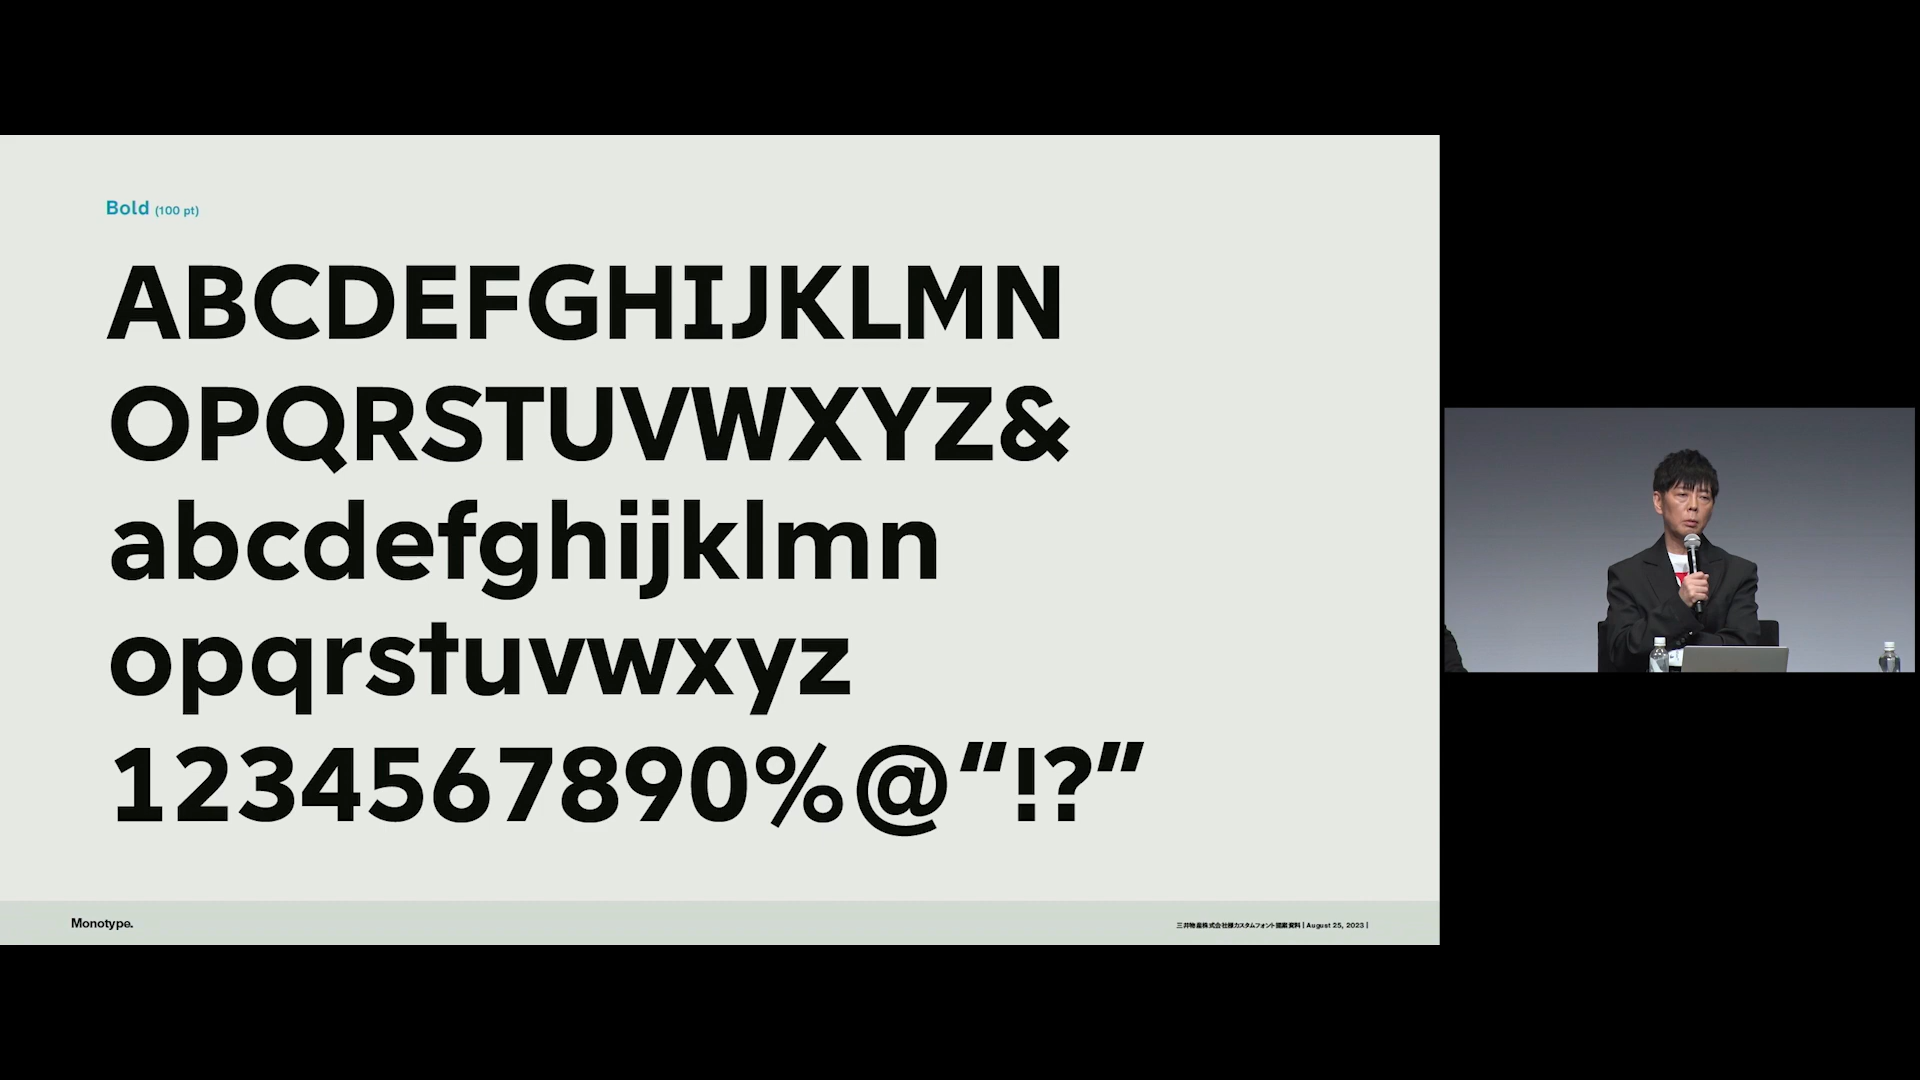 Bold (100 pt)
ABCDEFGHIJKLMN
OPQRSTUVWXYZ&
abcdefghijklmn
opqrstuvwxyz
1234567890%@“!?”
Monotype.
三井物産株式会社様カスタムフォント提案資料 | August 25, 2023 |